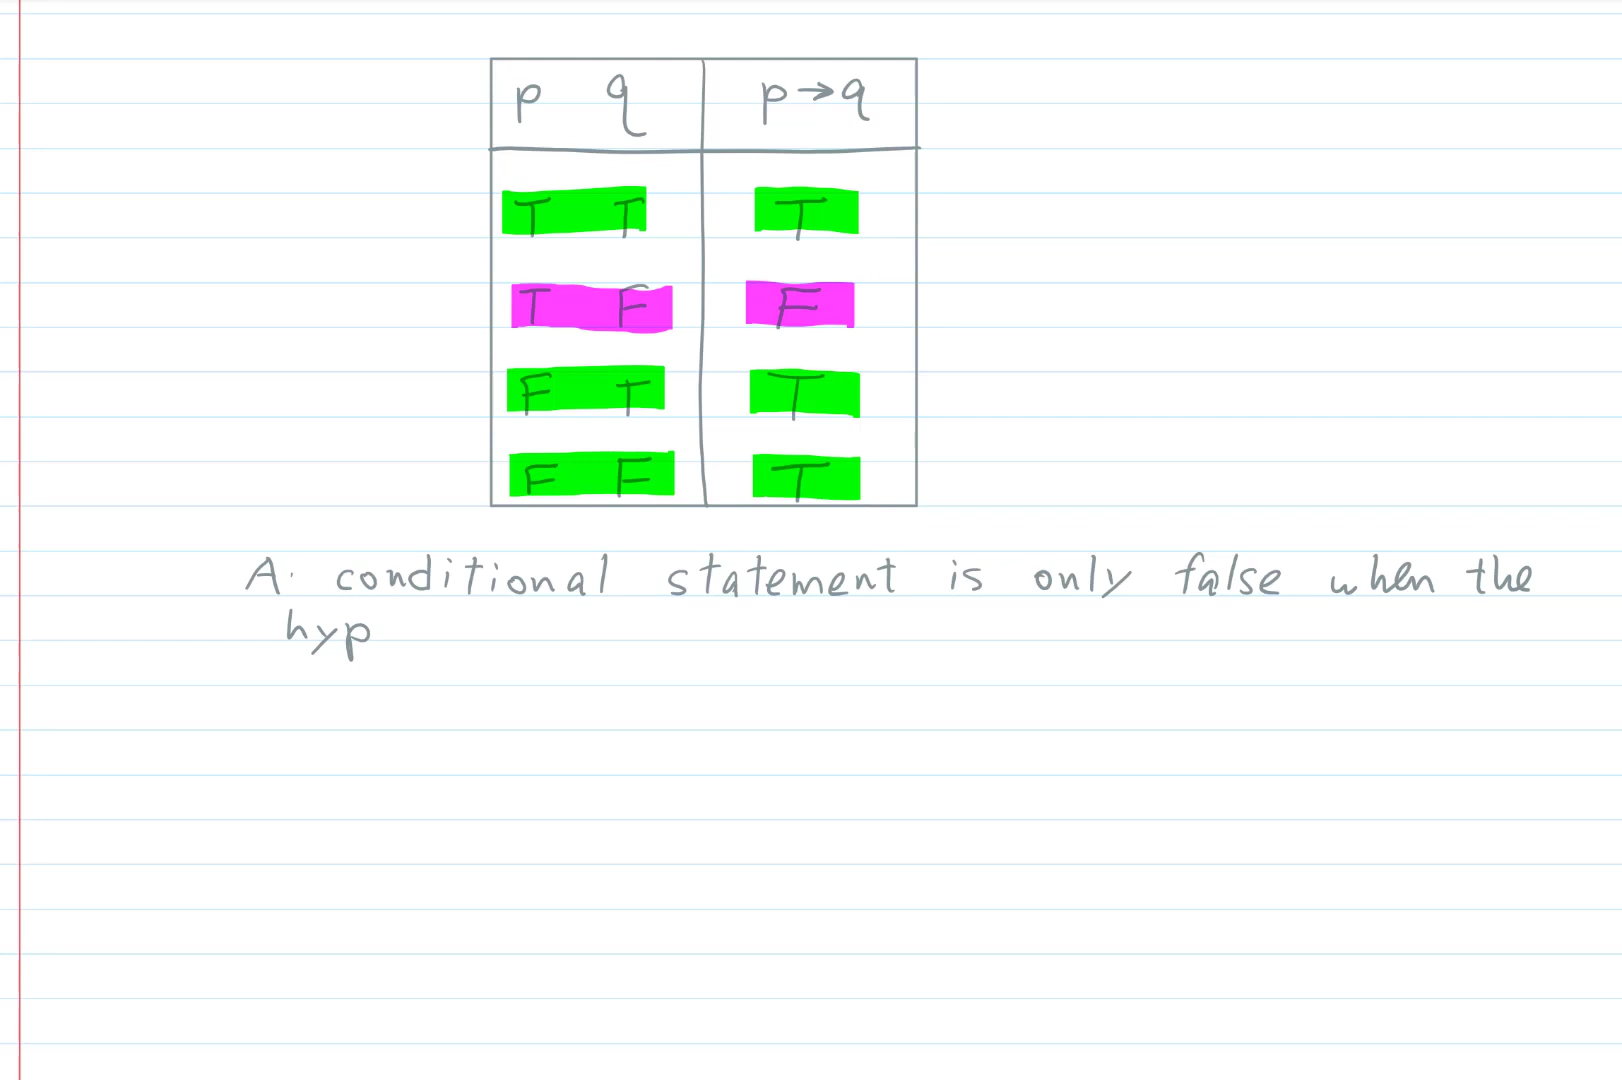 p q p→q
T T T
T F F
F T T
F F T
A conditional statement is only false when the
hyp